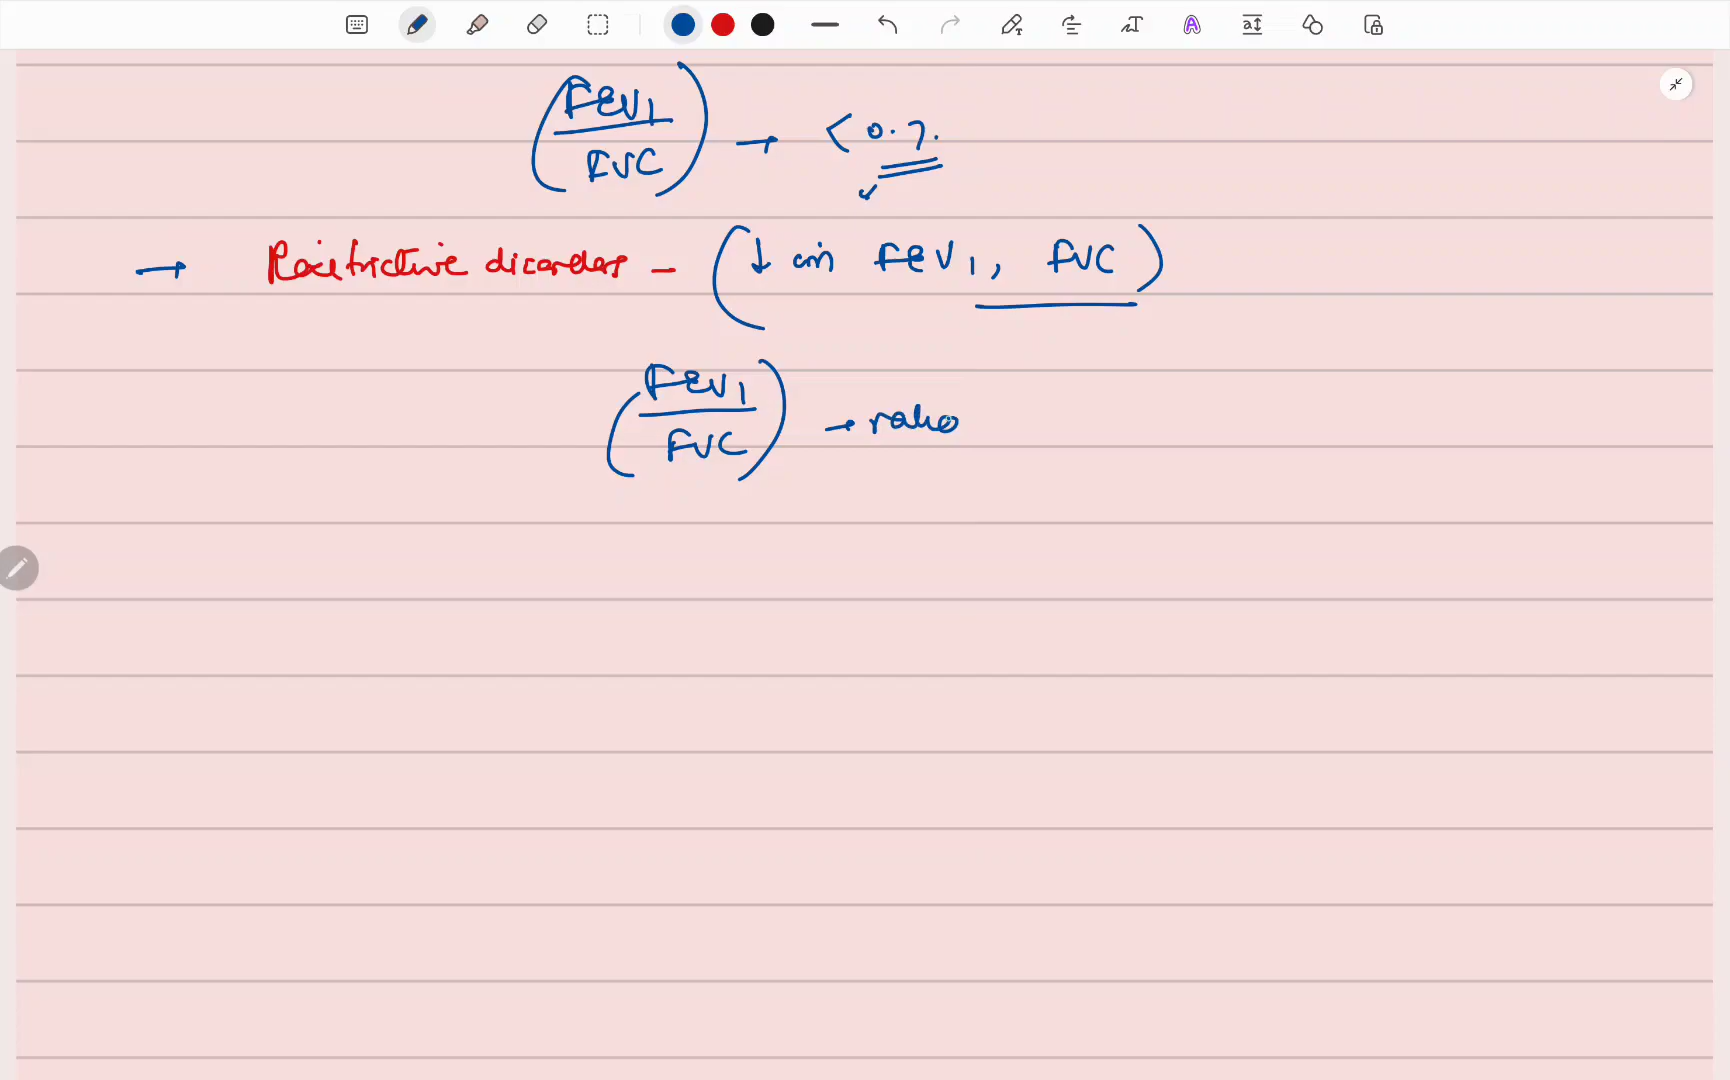 (FEV1 / FVC) → < 0.7.
→ Restrictive disorders – (↓ in FEV1, FVC)
(FEV1 / FVC) → ratio